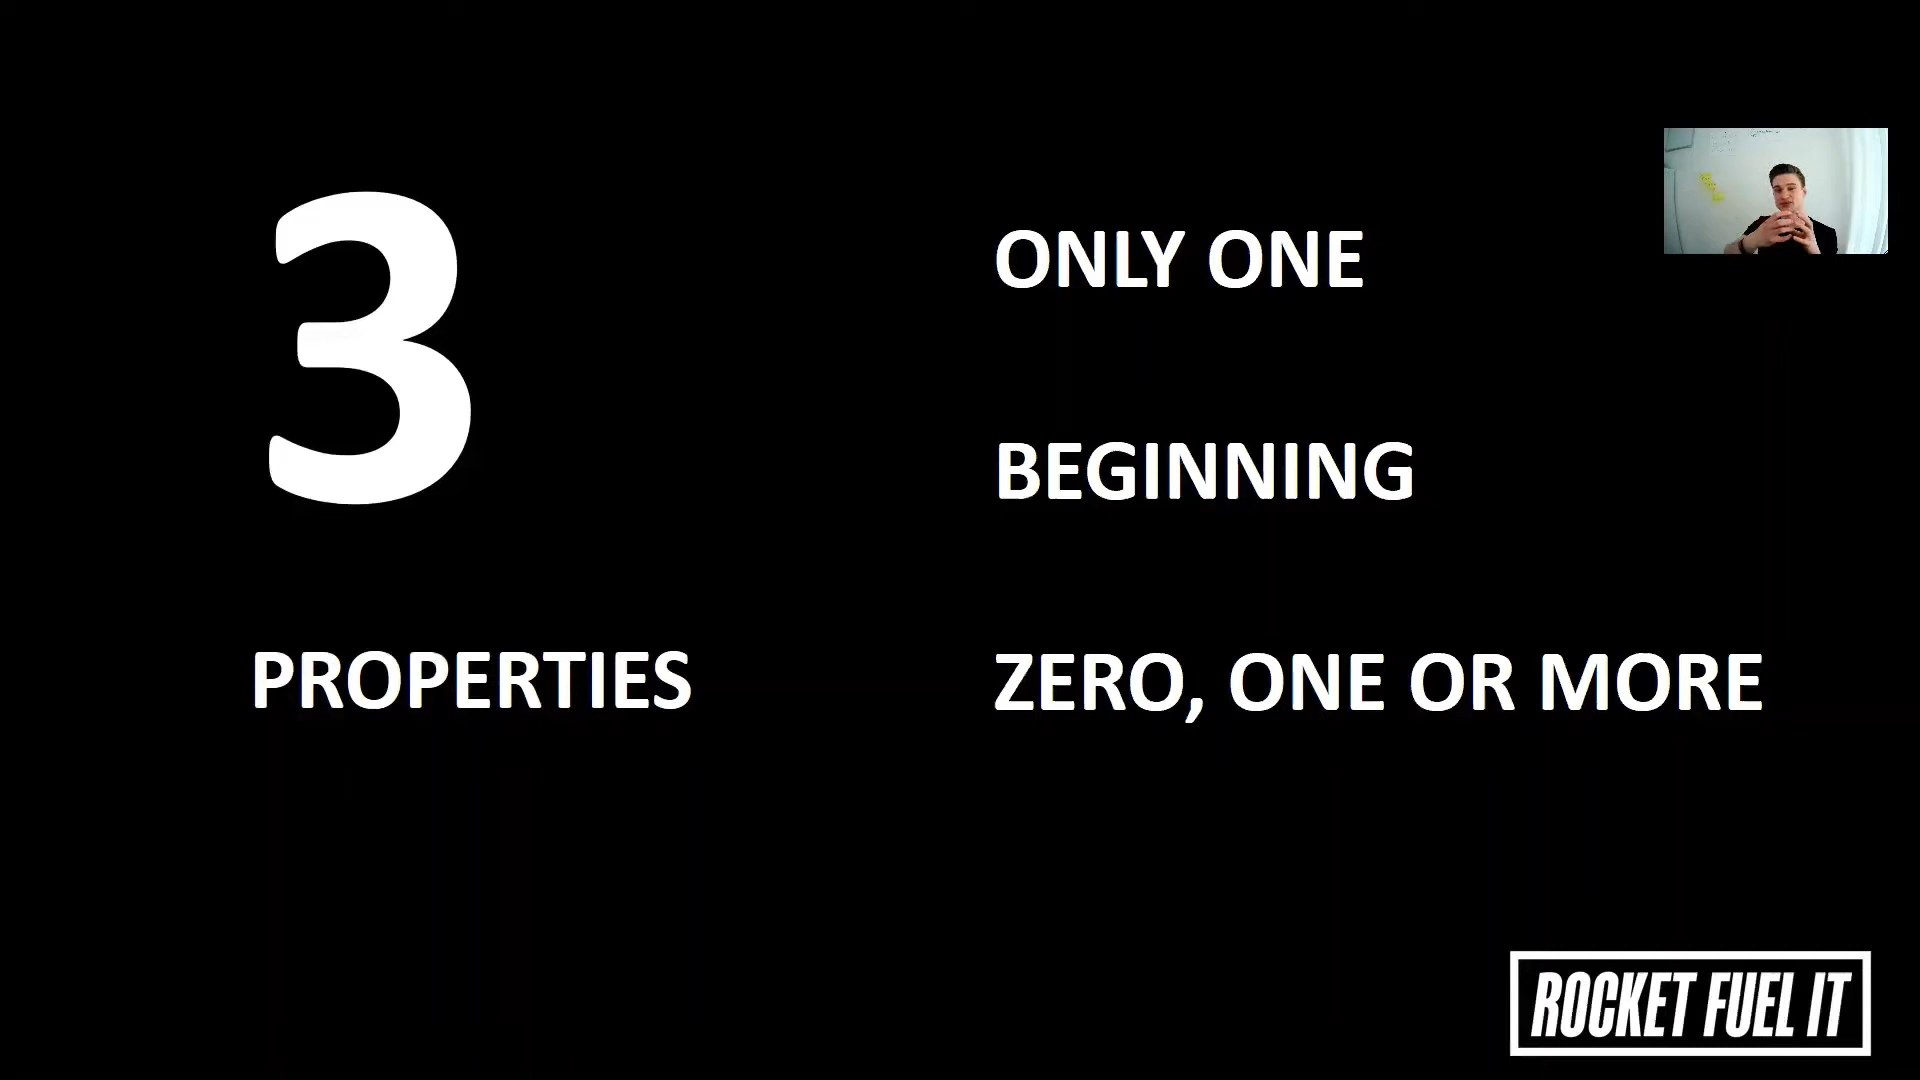 3
PROPERTIES
ONLY ONE
BEGINNING
ZERO, ONE OR MORE
ROCKET FUEL IT